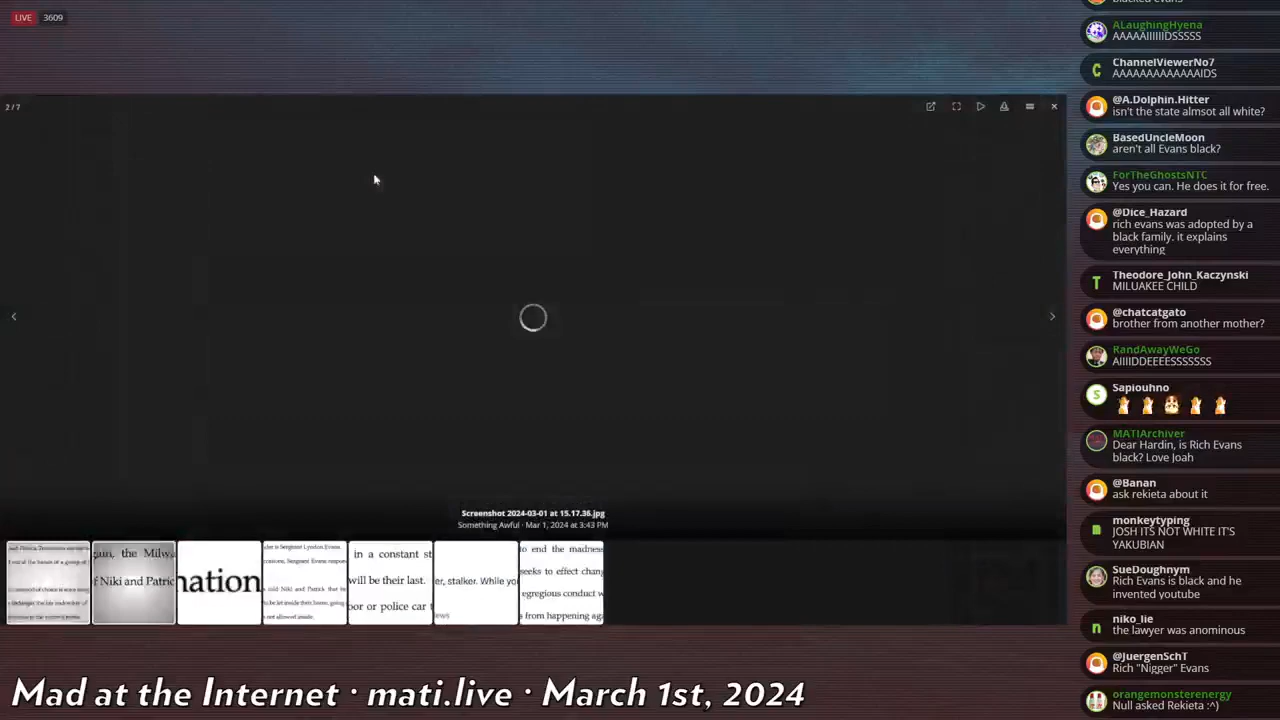 LIVE 3609
2 / 7
Screenshot 2024-03-01 at 15.17.36.jpg
Something Awful · Mar 1, 2024 at 3:43 PM
gain, the Milwa
f Niki and Patric
nation
in a constant st
will be their last.
oor or police car t
er, stalker. While yo
ews
to end the madness
seeks to effect chang
egregious conduct w
s from happening aga
Mad at the Internet · mati.live · March 1st, 2024
blacked evans
ALaughingHyena
AAAAAIIIIIIDSSSSS
ChannelViewerNo7
AAAAAAAAAAAAAIDS
@A.Dolphin.Hitter
isn't the state almsot all white?
BasedUncleMoon
aren't all Evans black?
ForTheGhostsNTC
Yes you can. He does it for free.
@Dice_Hazard
rich evans was adopted by a
black family. it explains
everything
Theodore_John_Kaczynski
MILUAKEE CHILD
@chatcatgato
brother from another mother?
RandAwayWeGo
AIIIIDDEEEESSSSSSS
Sapiouhno
MATIArchiver
Dear Hardin, is Rich Evans
black? Love Joah
@Banan
ask rekieta about it
monkeytyping
JOSH ITS NOT WHITE IT'S
YAKUBIAN
SueDoughnym
Rich Evans is black and he
invented youtube
niko_lie
the lawyer was anominous
@JuergenSchT
Rich "Nigger" Evans
orangemonsterenergy
Null asked Rekieta :^)